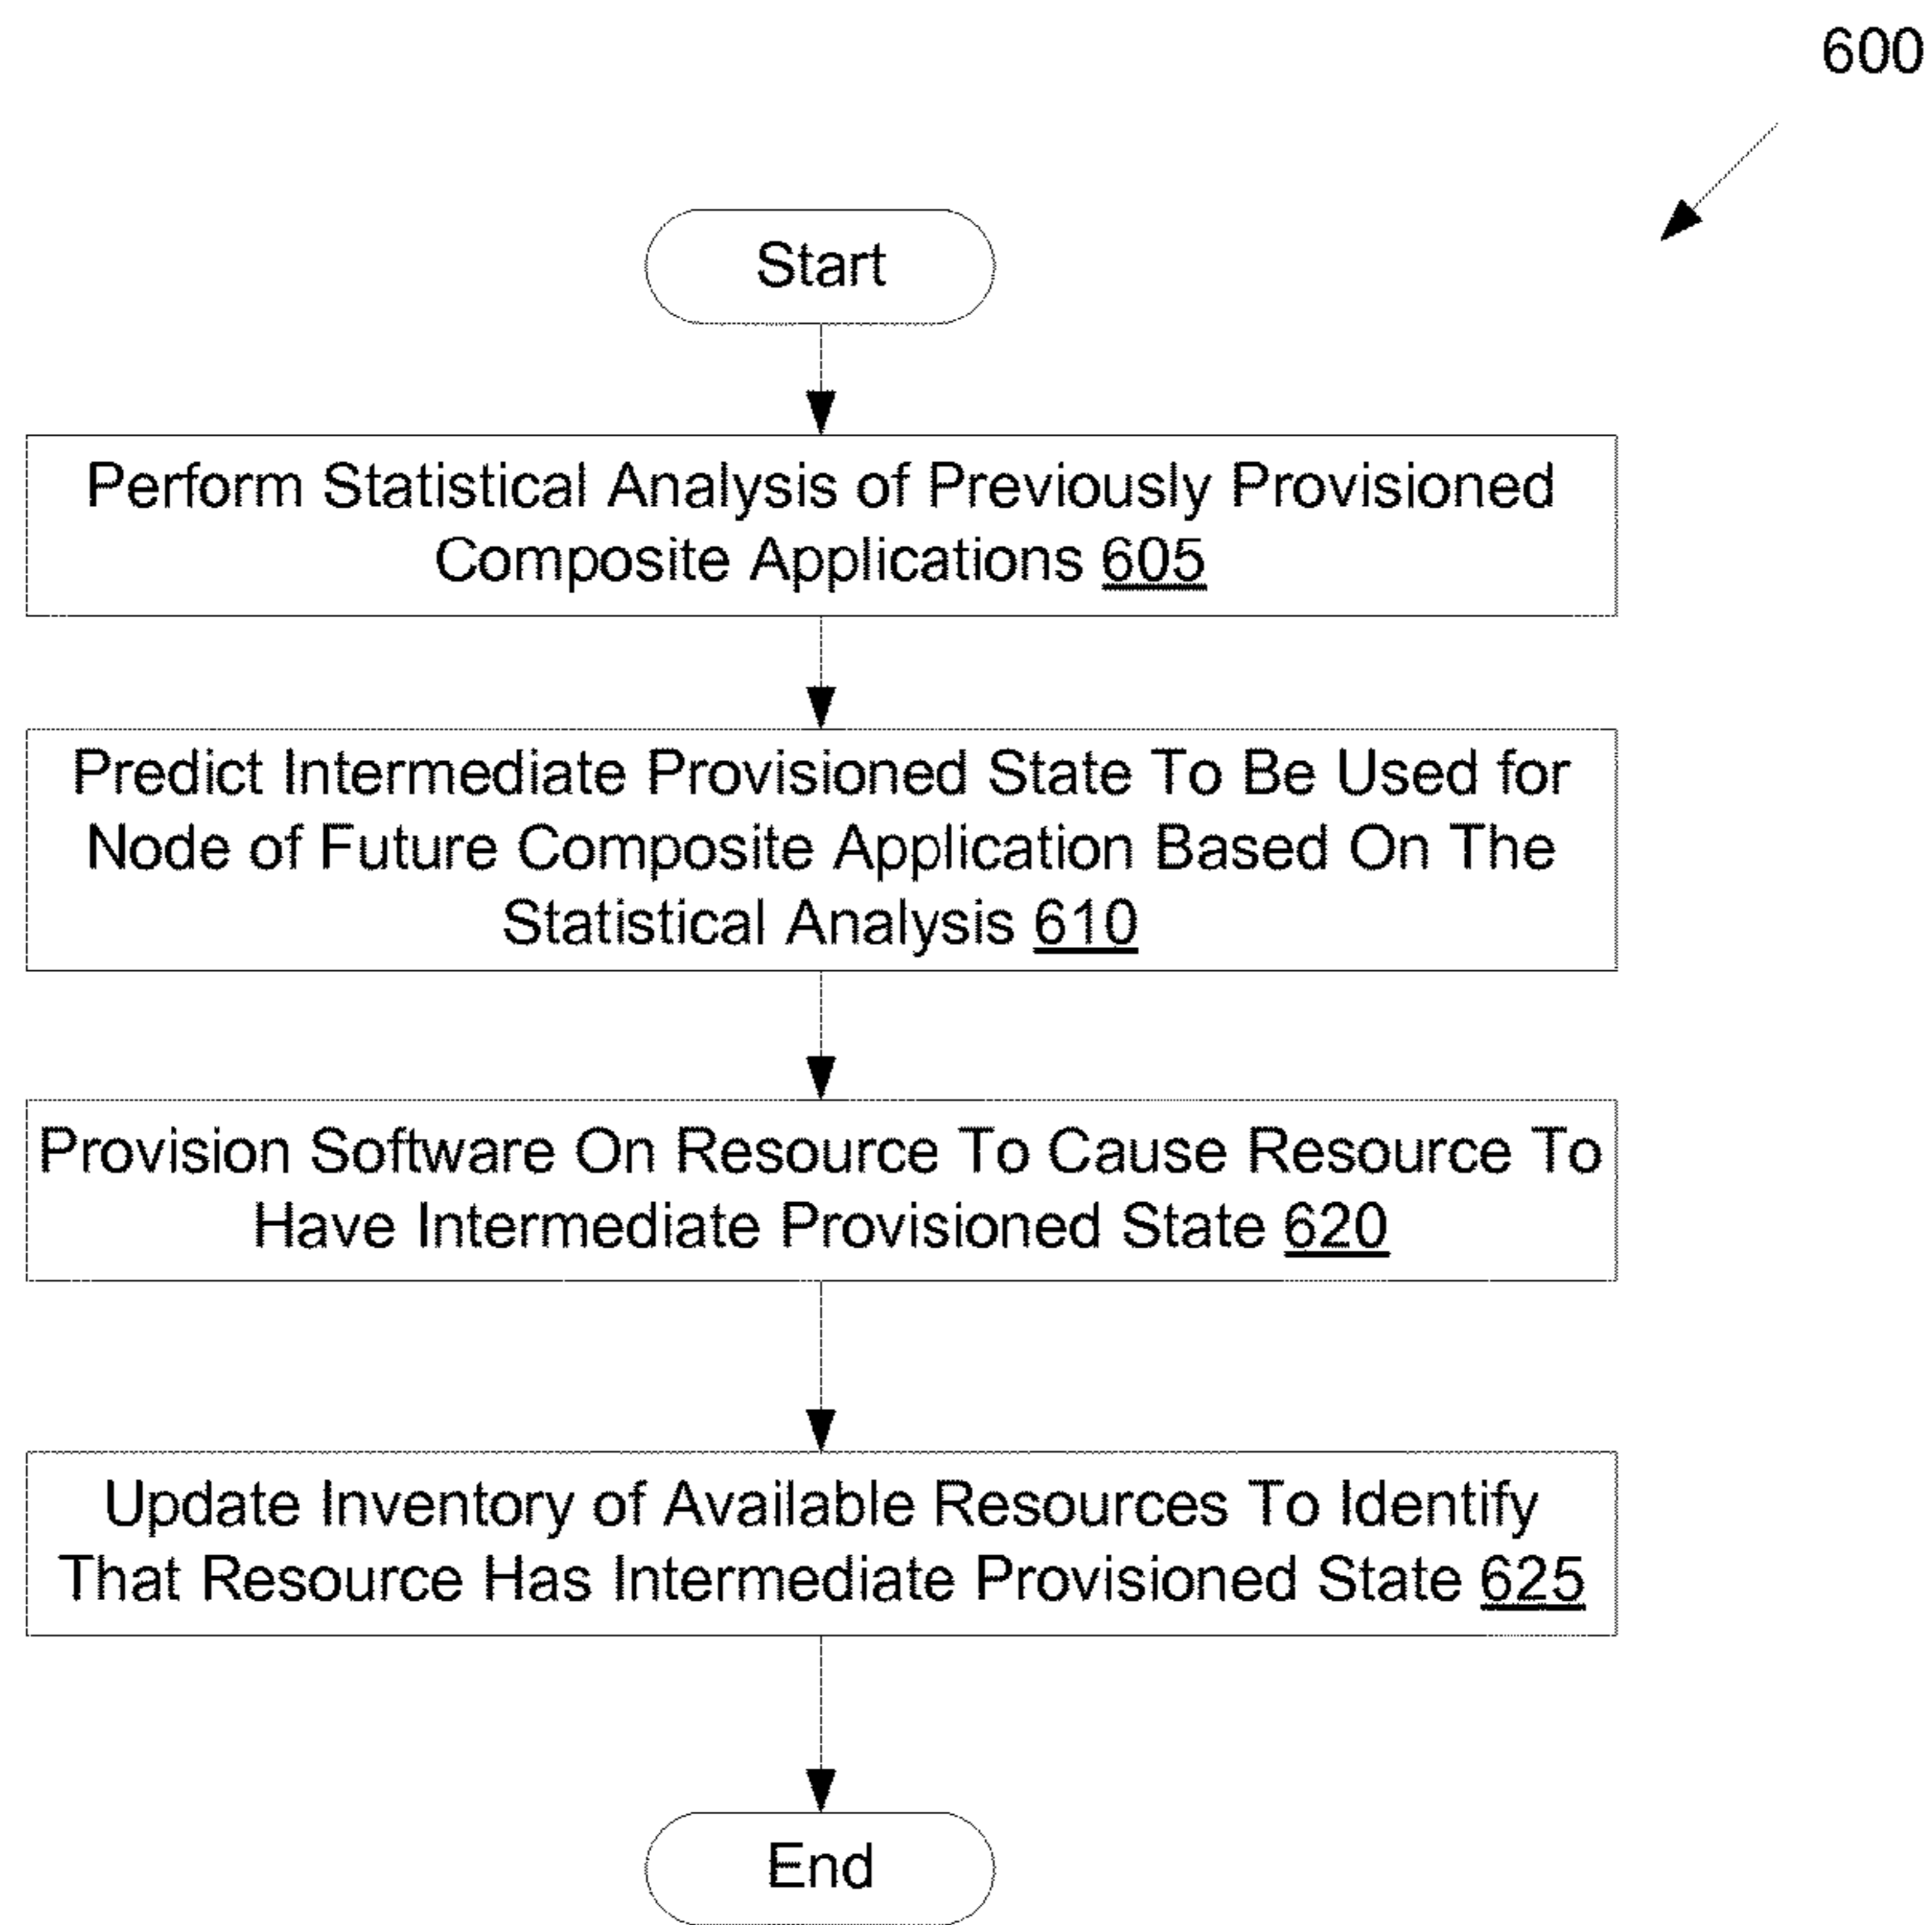 600
Start
Perform Statistical Analysis of Previously Provisioned
Composite Applications 605
Predict Intermediate Provisioned State To Be Used for
Node of Future Composite Application Based On The
Statistical Analysis 610
Provision Software On Resource To Cause Resource To
Have Intermediate Provisioned State 620
Update Inventory of Available Resources To Identify
That Resource Has Intermediate Provisioned State 625
End